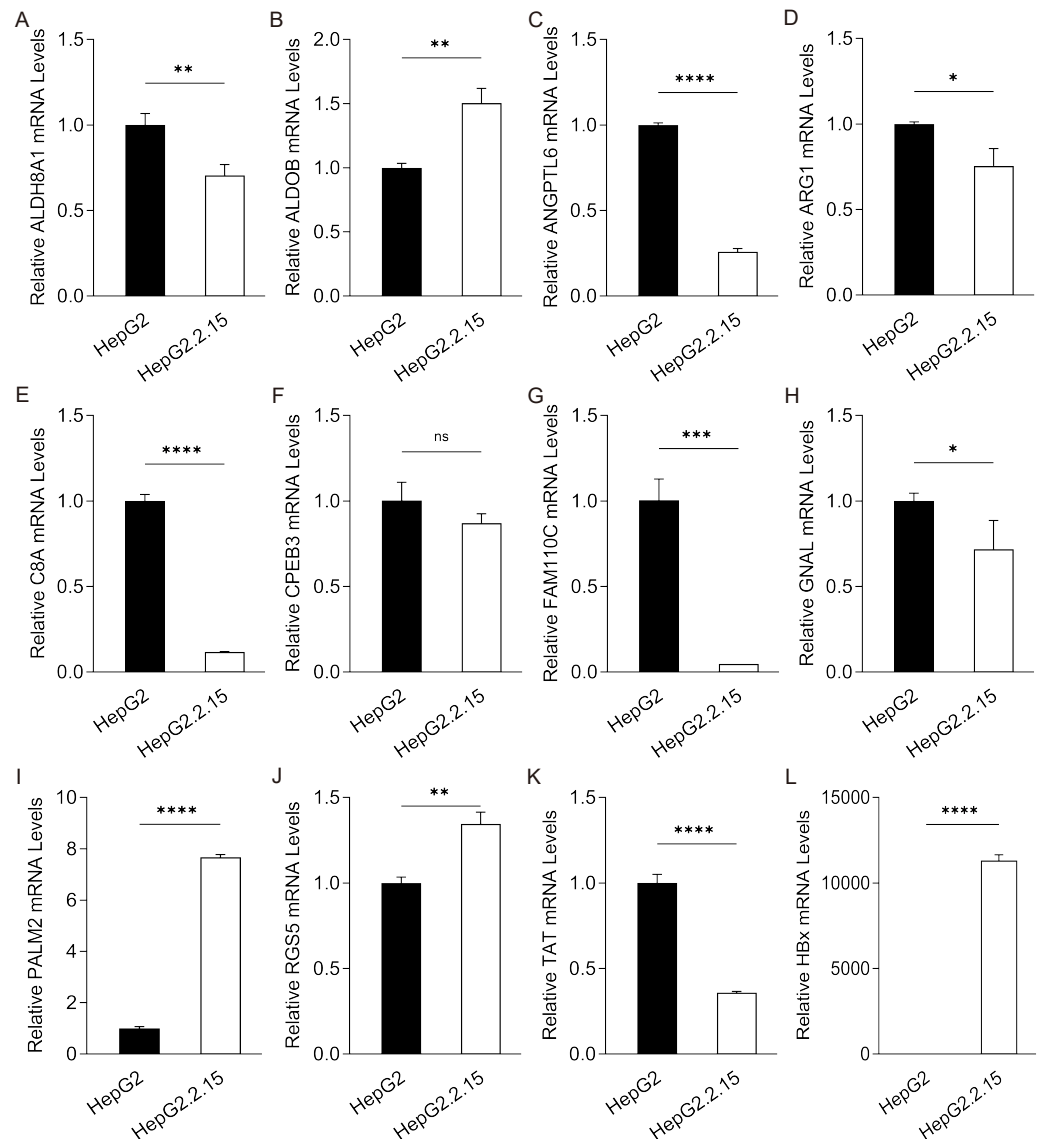 A
Relative ALDH8A1 mRNA Levels
1.5
1.0
0.5
0.0
**
HepG2
HepG2.2.15
B
Relative ALDOB mRNA Levels
2.0
1.5
1.0
0.5
0.0
**
HepG2
HepG2.2.15
C
Relative ANGPTL6 mRNA Levels
1.5
1.0
0.5
0.0
****
HepG2
HepG2.2.15
D
Relative ARG1 mRNA Levels
1.5
1.0
0.5
0.0
*
HepG2
HepG2.2.15
E
Relative C8A mRNA Levels
1.5
1.0
0.5
0.0
****
HepG2
HepG2.2.15
F
Relative CPEB3 mRNA Levels
1.5
1.0
0.5
0.0
ns
HepG2
HepG2.2.15
G
Relative FAM110C mRNA Levels
1.5
1.0
0.5
0.0
***
HepG2
HepG2.2.15
H
Relative GNAL mRNA Levels
1.5
1.0
0.5
0.0
*
HepG2
HepG2.2.15
I
Relative PALM2 mRNA Levels
10
8
6
4
2
0
****
HepG2
HepG2.2.15
J
Relative RGS5 mRNA Levels
1.5
1.0
0.5
0.0
**
HepG2
HepG2.2.15
K
Relative TAT mRNA Levels
1.5
1.0
0.5
0.0
****
HepG2
HepG2.2.15
L
Relative HBx mRNA Levels
15000
10000
5000
0
****
HepG2
HepG2.2.15